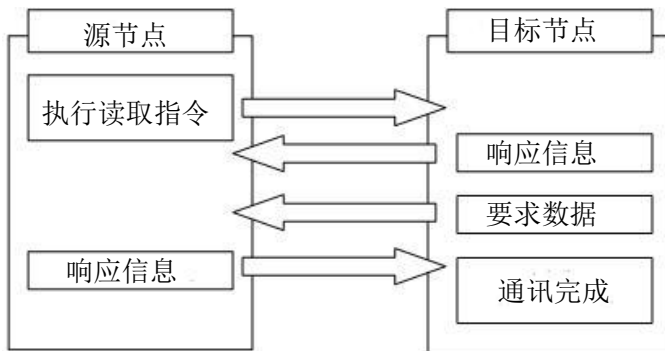 源节点
目标节点
执行读取指令
响应信息
要求数据
响应信息
通讯完成